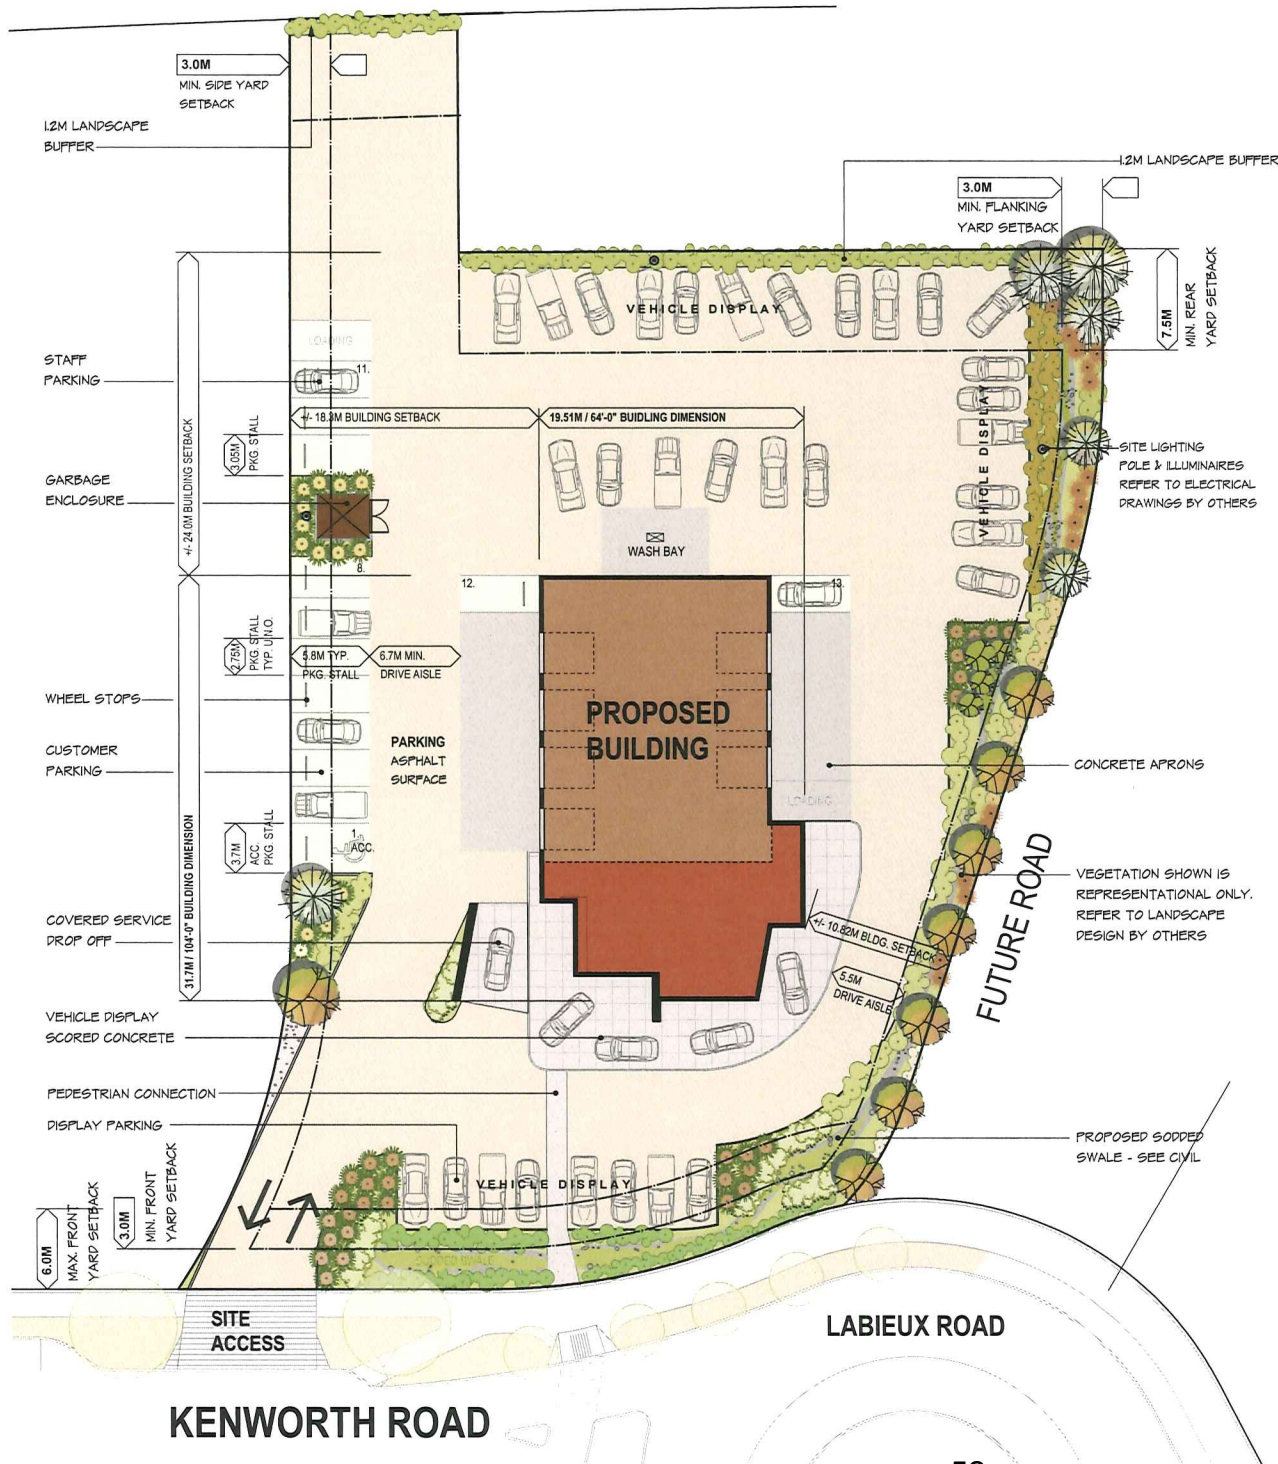 3.0M
MIN. SIDE YARD
SETBACK
1.2M LANDSCAPE
BUFFER
1.2M LANDSCAPE BUFFER
3.0M
MIN. FLANKING
YARD SETBACK
7.5M
MIN. REAR
YARD SETBACK
VEHICLE DISPLAY
LOADING
STAFF
PARKING
11.
+/- 18.3M BUILDING SETBACK
19.51M / 64'-0" BUIDLING DIMENSION
3.05M
PKG. STALL
+/- 24.0M BUILDING SETBACK
VEHICLE DISPLAY
SITE LIGHTING
POLE & ILLUMINAIRES
REFER TO ELECTRICAL
DRAWINGS BY OTHERS
GARBAGE
ENCLOSURE
WASH BAY
8.
12.
13.
2.75M
PKG. STALL
TYP. U.N.O.
5.8M TYP.
PKG. STALL
6.7M MIN.
DRIVE AISLE
WHEEL STOPS
PROPOSED
BUILDING
CUSTOMER
PARKING
PARKING
ASPHALT
SURFACE
CONCRETE APRONS
LOADING
31.7M / 104'-0" BUILDING DIMENSION
3.7M
ACC.
PKG. STALL
1.
ACC.
FUTURE ROAD
VEGETATION SHOWN IS
REPRESENTATIONAL ONLY.
REFER TO LANDSCAPE
DESIGN BY OTHERS
COVERED SERVICE
DROP OFF
+/- 10.82M BLDG. SETBACK
5.5M
DRIVE AISLE
VEHICLE DISPLAY
SCORED CONCRETE
PEDESTRIAN CONNECTION
DISPLAY PARKING
PROPOSED SODDED
SWALE - SEE CIVIL
VEHICLE DISPLAY
6.0M
MAX. FRONT
YARD SETBACK
3.0M
MIN. FRONT
YARD SETBACK
SITE
ACCESS
LABIEUX ROAD
KENWORTH ROAD